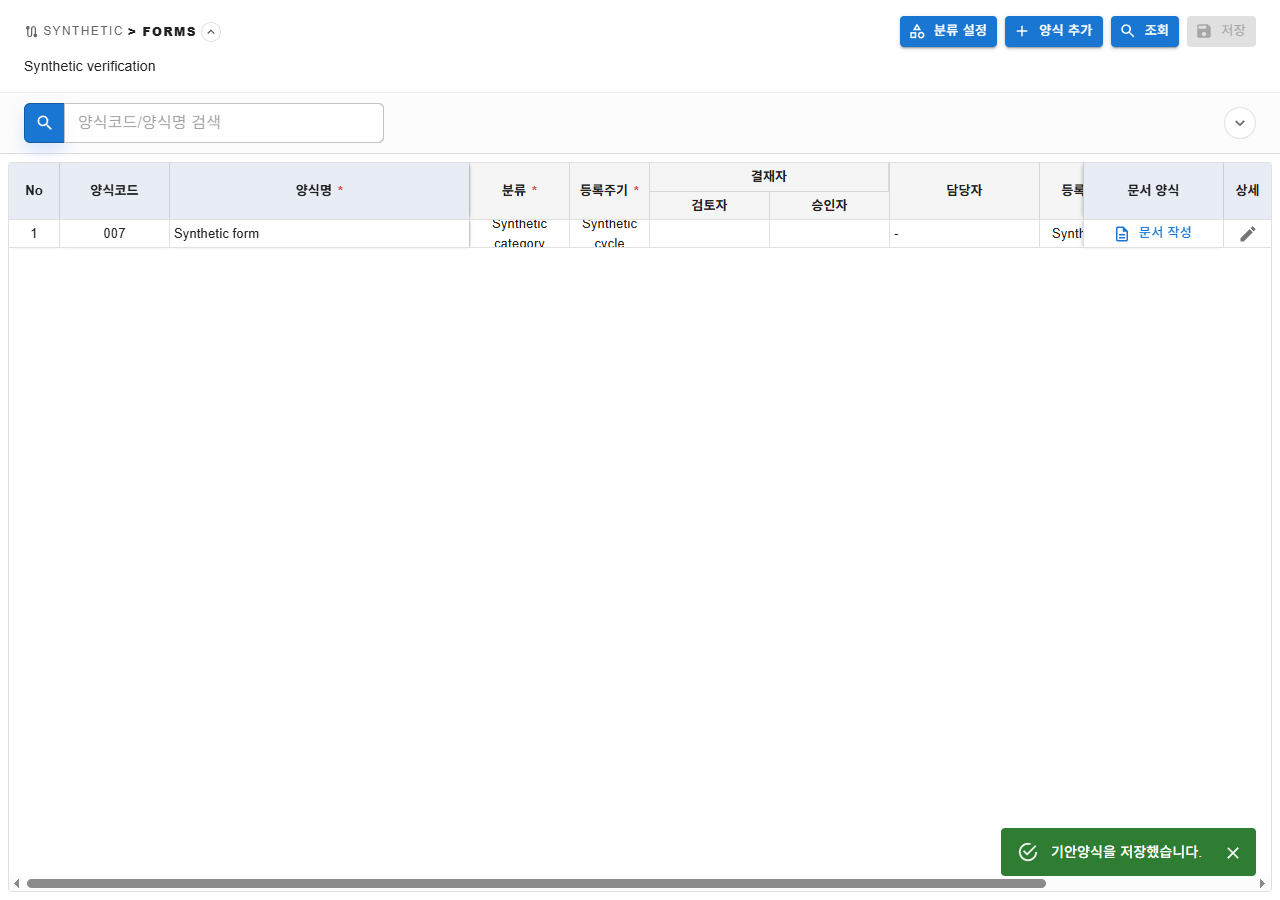 SYNTHETIC > FORMS
분류 설정
양식 추가
조회
저장
Synthetic verification
양식코드/양식명 검색
No
양식코드
양식명 *
분류 *
등록주기 *
결재자
검토자
승인자
담당자
등록
문서 양식
상세
1
007
Synthetic form
Synthetic
category
Synthetic
cycle
-
Synth
문서 작성
기안양식을 저장했습니다.